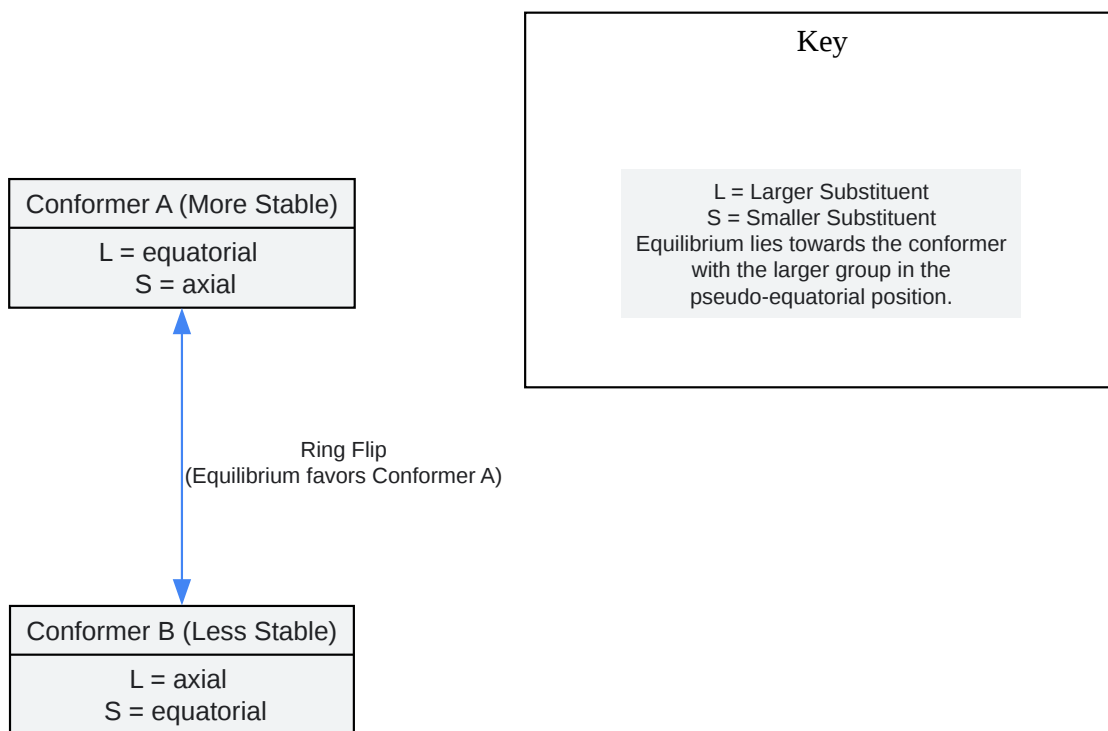 Key
L = Larger Substituent
S = Smaller Substituent
Equilibrium lies towards the conformer
with the larger group in the
pseudo-equatorial position.
Conformer A (More Stable)
L = equatorial
S = axial
Ring Flip
(Equilibrium favors Conformer A)
Conformer B (Less Stable)
L = axial
S = equatorial